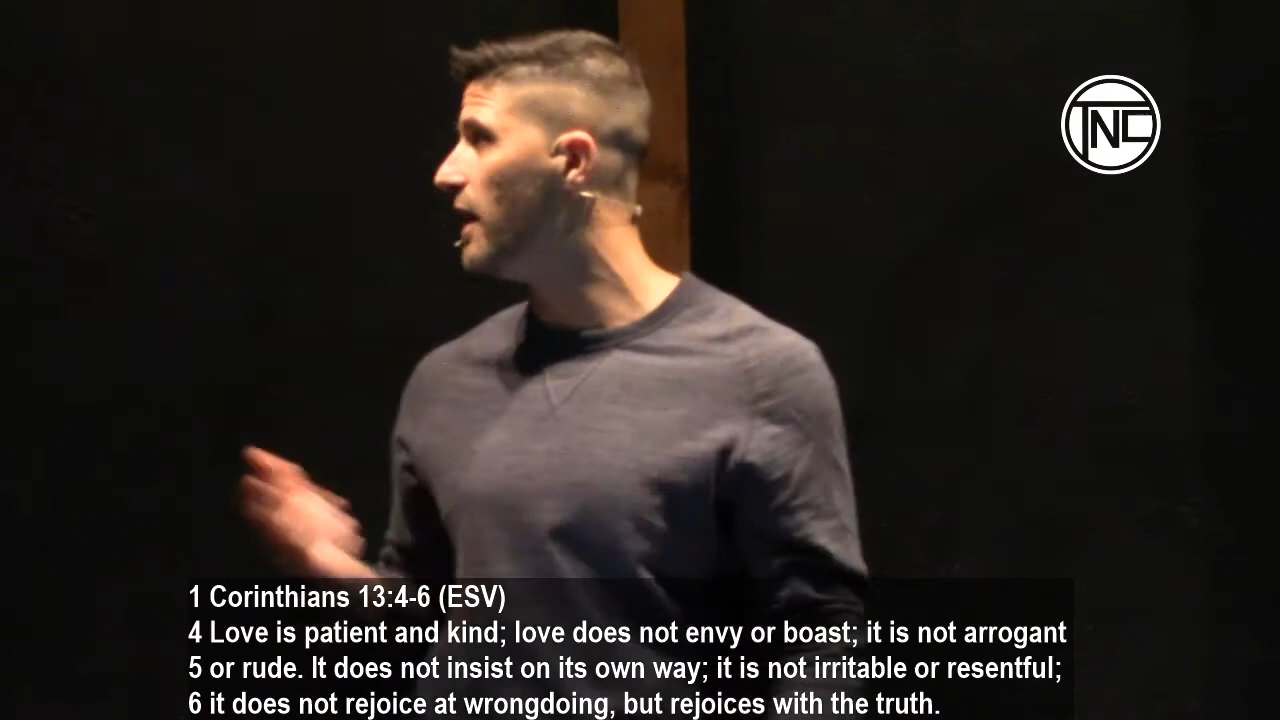 TNC
1 Corinthians 13:4-6 (ESV)
4 Love is patient and kind; love does not envy or boast; it is not arrogant
5 or rude. It does not insist on its own way; it is not irritable or resentful;
6 it does not rejoice at wrongdoing, but rejoices with the truth.